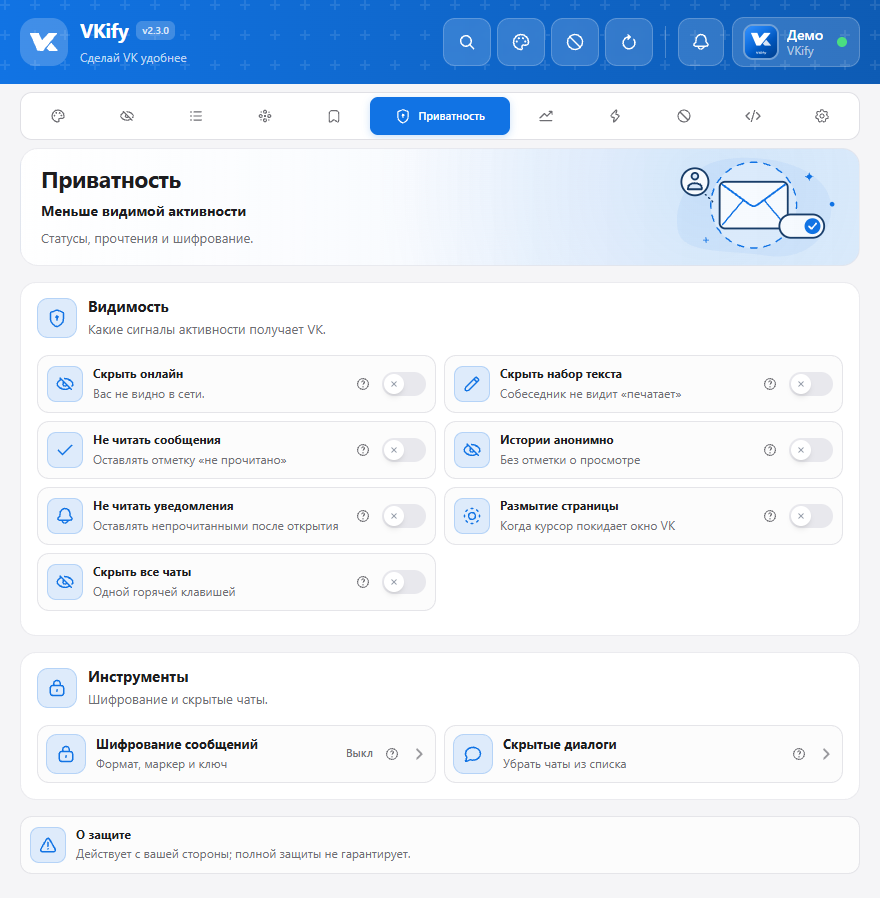 VKify v2.3.0
Сделай VK удобнее
Демо
VKify
Приватность
Приватность
Меньше видимой активности
Статусы, прочтения и шифрование.
Видимость
Какие сигналы активности получает VK.
Скрыть онлайн
Вас не видно в сети.
Скрыть набор текста
Собеседник не видит «печатает»
Не читать сообщения
Оставлять отметку «не прочитано»
Истории анонимно
Без отметки о просмотре
Не читать уведомления
Оставлять непрочитанными после открытия
Размытие страницы
Когда курсор покидает окно VK
Скрыть все чаты
Одной горячей клавишей
Инструменты
Шифрование и скрытые чаты.
Шифрование сообщений
Формат, маркер и ключ
Выкл
Скрытые диалоги
Убрать чаты из списка
О защите
Действует с вашей стороны; полной защиты не гарантирует.